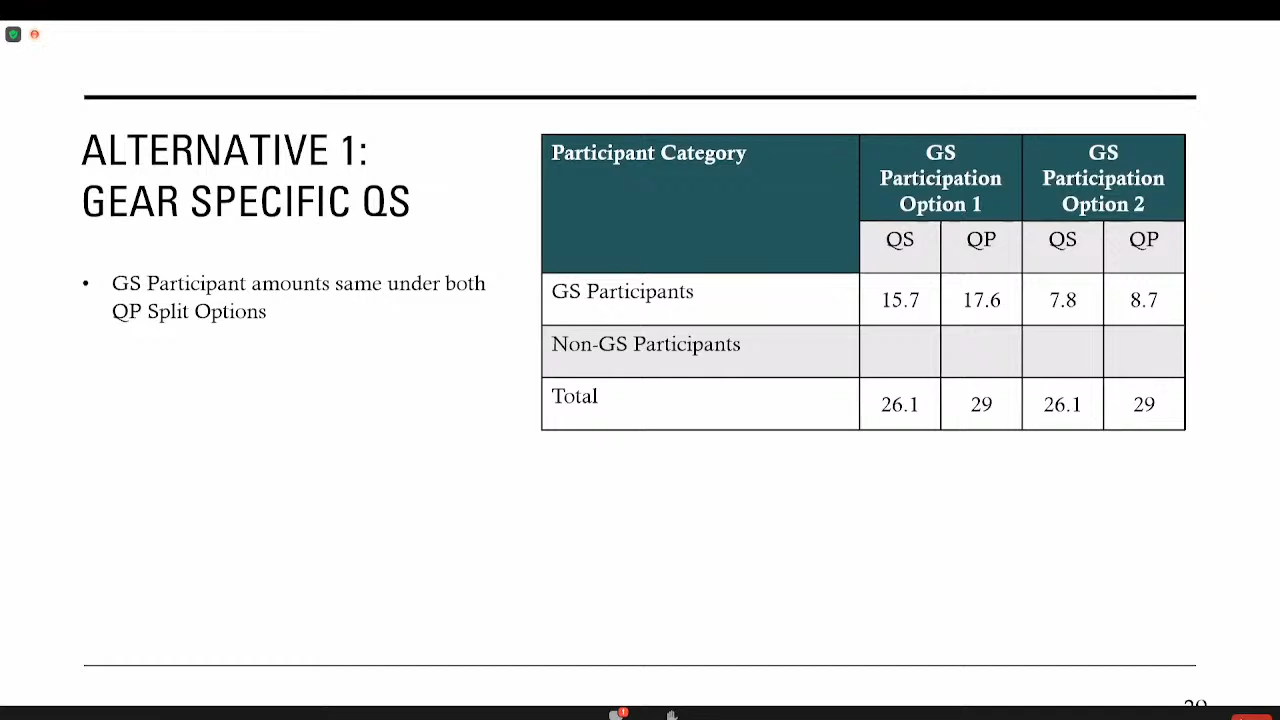 ALTERNATIVE 1:
GEAR SPECIFIC QS
• GS Participant amounts same under both
QP Split Options
Participant Category
GS
Participation
Option 1
GS
Participation
Option 2
QS QP QS QP
GS Participants 15.7 17.6 7.8 8.7
Non-GS Participants
Total 26.1 29 26.1 29